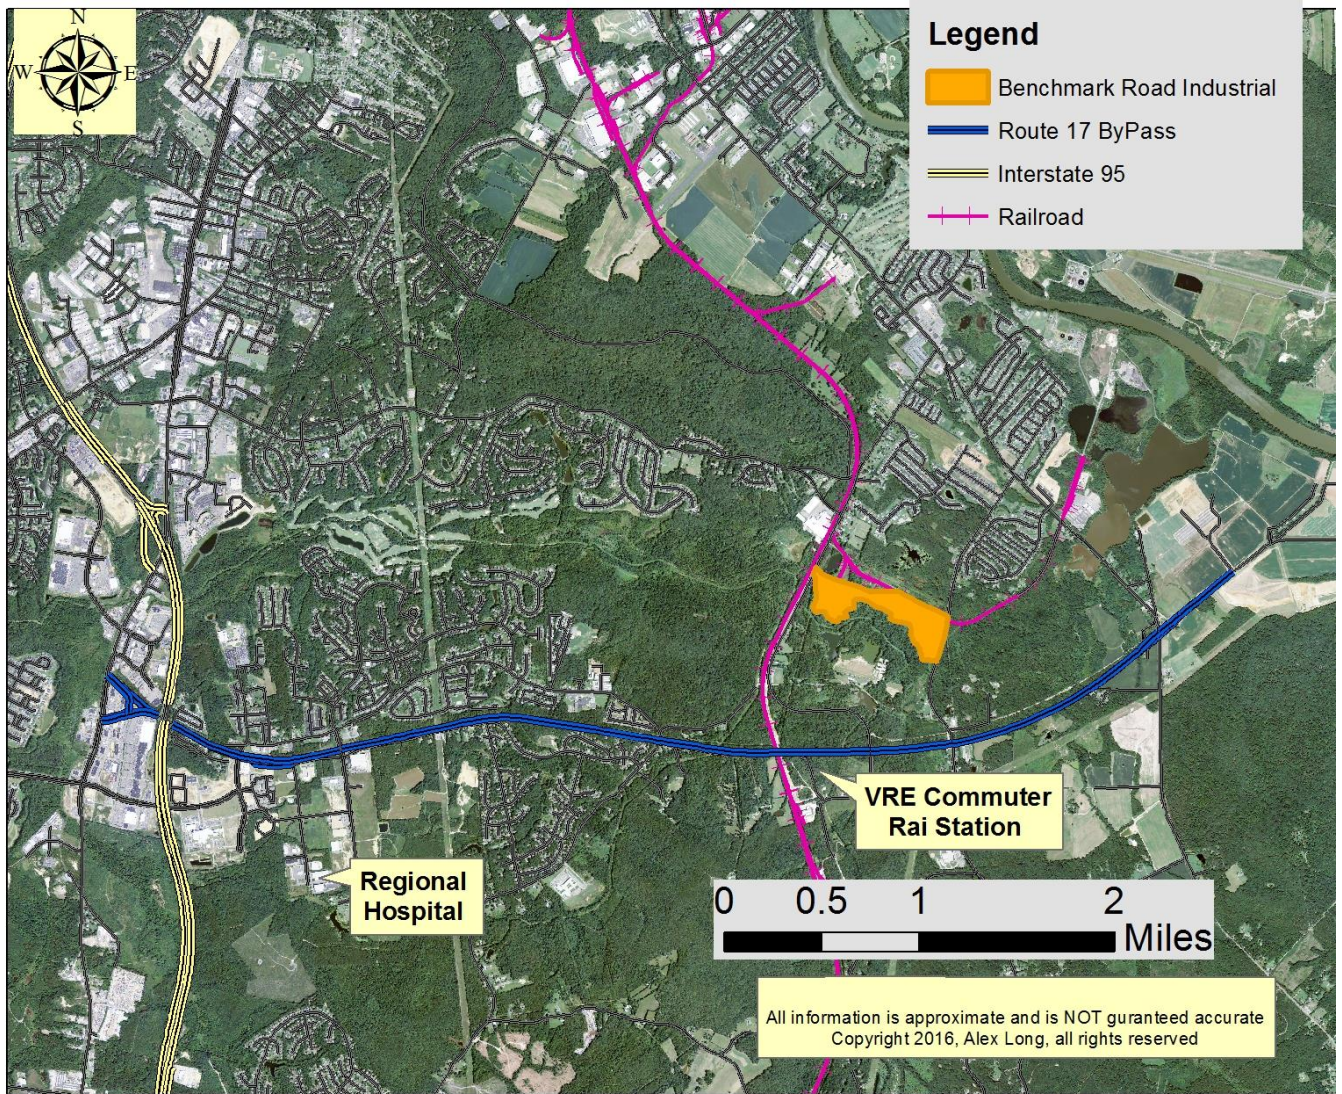 N
W E
S
Legend
Benchmark Road Industrial
Route 17 ByPass
Interstate 95
Railroad
VRE Commuter
Rai Station
Regional
Hospital
0 0.5 1 2
Miles
All information is approximate and is NOT guranteed accurate
Copyright 2016, Alex Long, all rights reserved